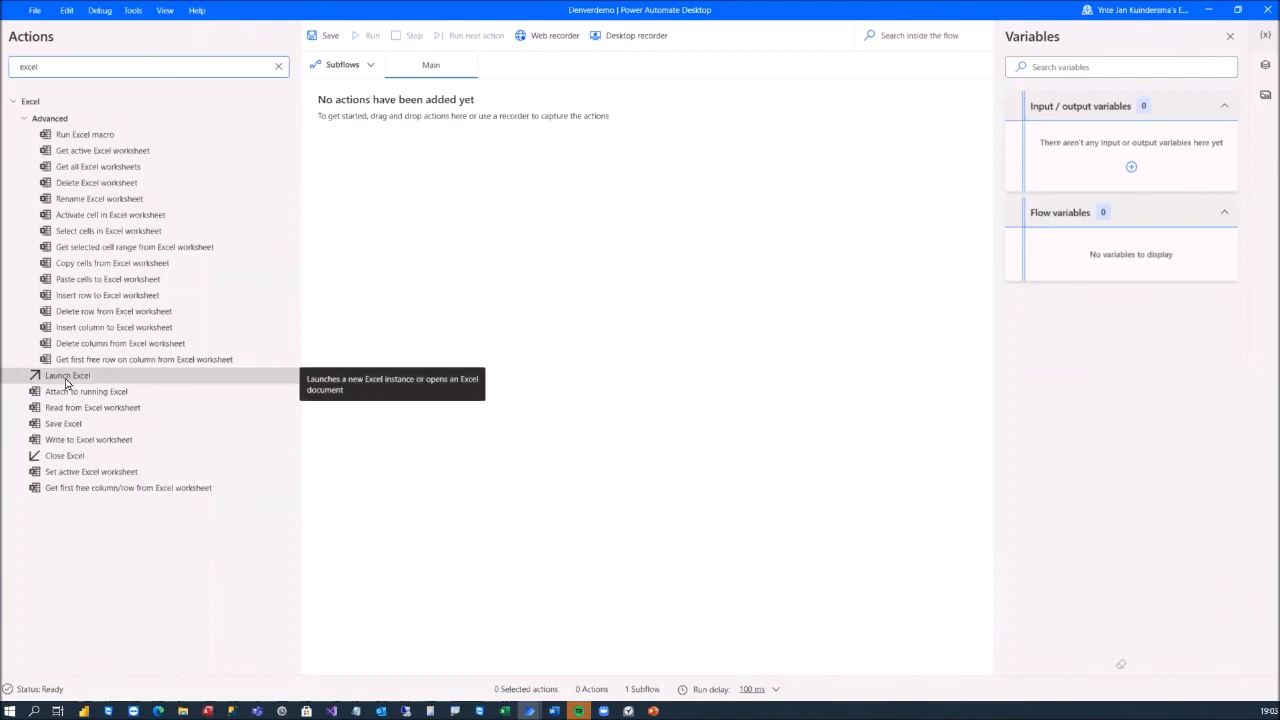 File Edit Debug Tools View Help
Denverdemo | Power Automate Desktop
Ynte Jan Kuindersma's E...
Actions
excel
Excel
Advanced
Run Excel macro
Get active Excel worksheet
Get all Excel worksheets
Delete Excel worksheet
Rename Excel worksheet
Activate cell in Excel worksheet
Select cells in Excel worksheet
Get selected cell range from Excel worksheet
Copy cells from Excel worksheet
Paste cells to Excel worksheet
Insert row to Excel worksheet
Delete row from Excel worksheet
Insert column to Excel worksheet
Delete column from Excel worksheet
Get first free row on column from Excel worksheet
Launch Excel
Attach to running Excel
Read from Excel worksheet
Save Excel
Write to Excel worksheet
Close Excel
Set active Excel worksheet
Get first free column/row from Excel worksheet
Launches a new Excel instance or opens an Excel
document
Save Run Stop Run next action Web recorder Desktop recorder
Search inside the flow
Subflows Main
No actions have been added yet
To get started, drag and drop actions here or use a recorder to capture the actions
Variables
{x}
Search variables
Input / output variables 0
There aren't any input or output variables here yet
Flow variables 0
No variables to display
Status: Ready
0 Selected actions 0 Actions 1 Subflow Run delay: 100 ms
19:03